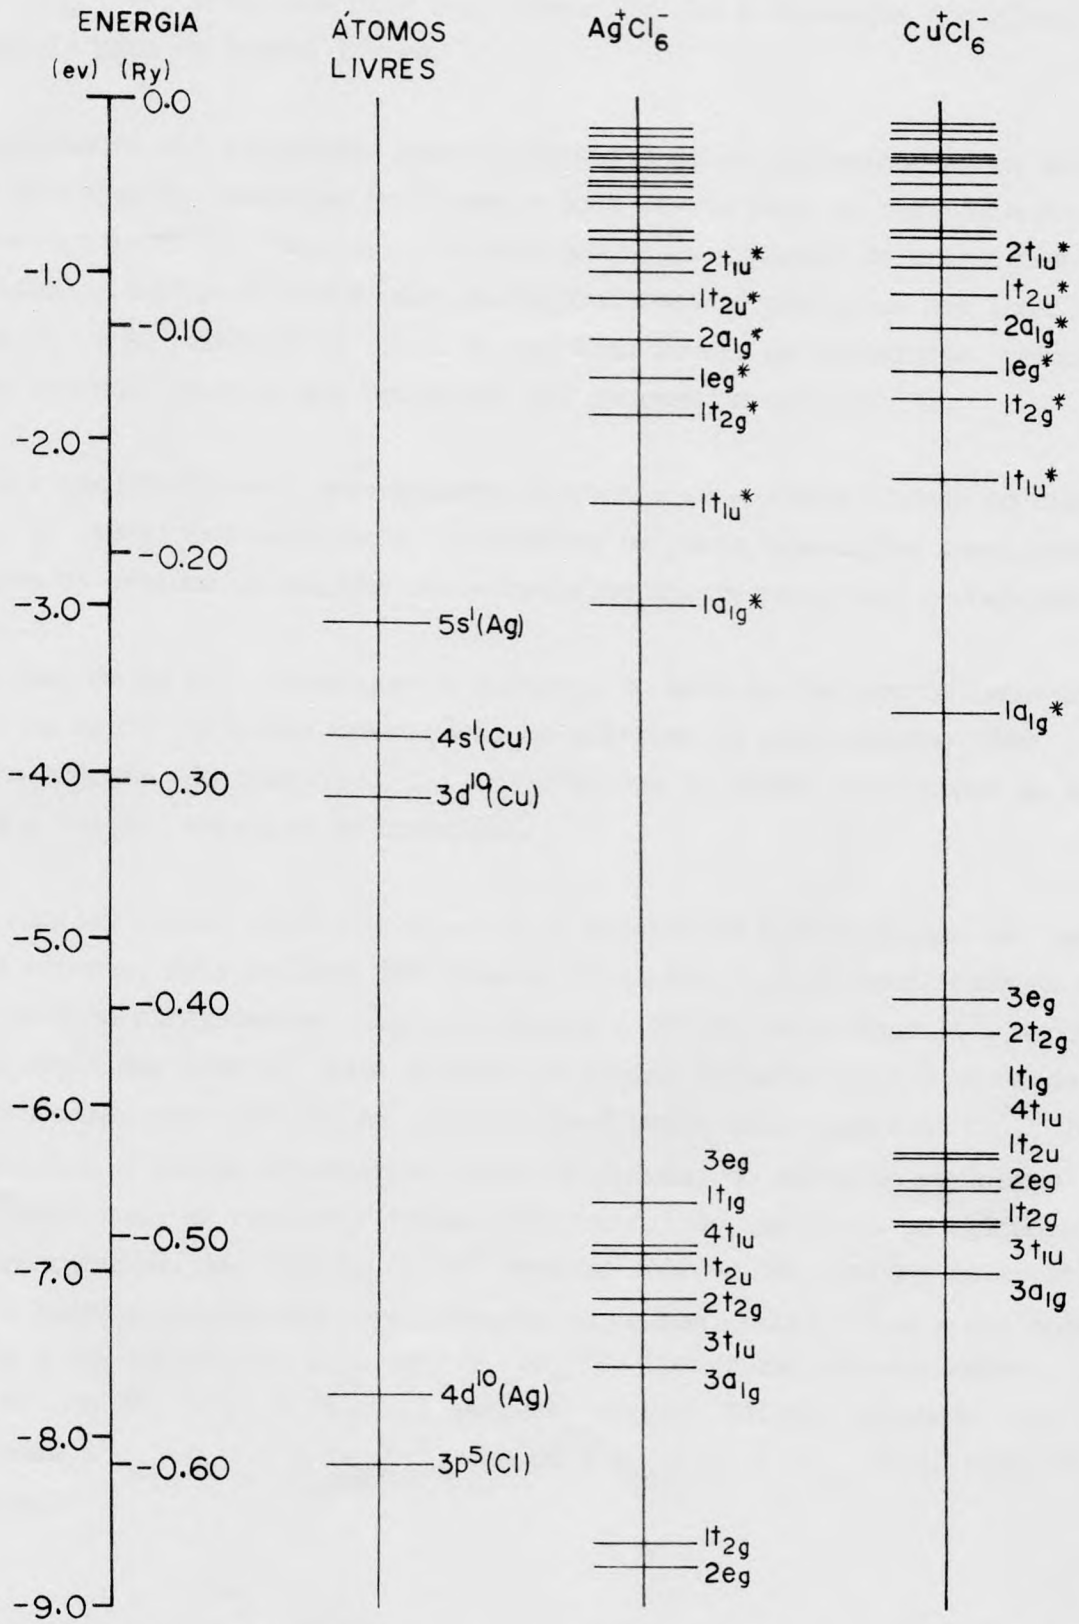 ENERGIA
(ev) (Ry)
0.0
-1.0
-0.10
-2.0
-0.20
-3.0
-4.0
-0.30
-5.0
-0.40
-6.0
-0.50
-7.0
-8.0
-0.60
-9.0
ÁTOMOS
LIVRES
5s¹(Ag)
4s¹(Cu)
3d¹⁰(Cu)
4d¹⁰(Ag)
3p⁵(Cl)
Ag⁺Cl₆⁻
2t₁ᵤ*
1t₂ᵤ*
2a₁g*
1eg*
1t₂g*
1t₁ᵤ*
1a₁g*
3eg
1t₁g
4t₁ᵤ
1t₂ᵤ
2t₂g
3t₁ᵤ
3a₁g
1t₂g
2eg
Cu⁺Cl₆⁻
2t₁ᵤ*
1t₂ᵤ*
2a₁g*
1eg*
1t₂g*
1t₁ᵤ*
1a₁g*
3eg
2t₂g
1t₁g
4t₁ᵤ
1t₂ᵤ
2eg
1t₂g
3t₁ᵤ
3a₁g